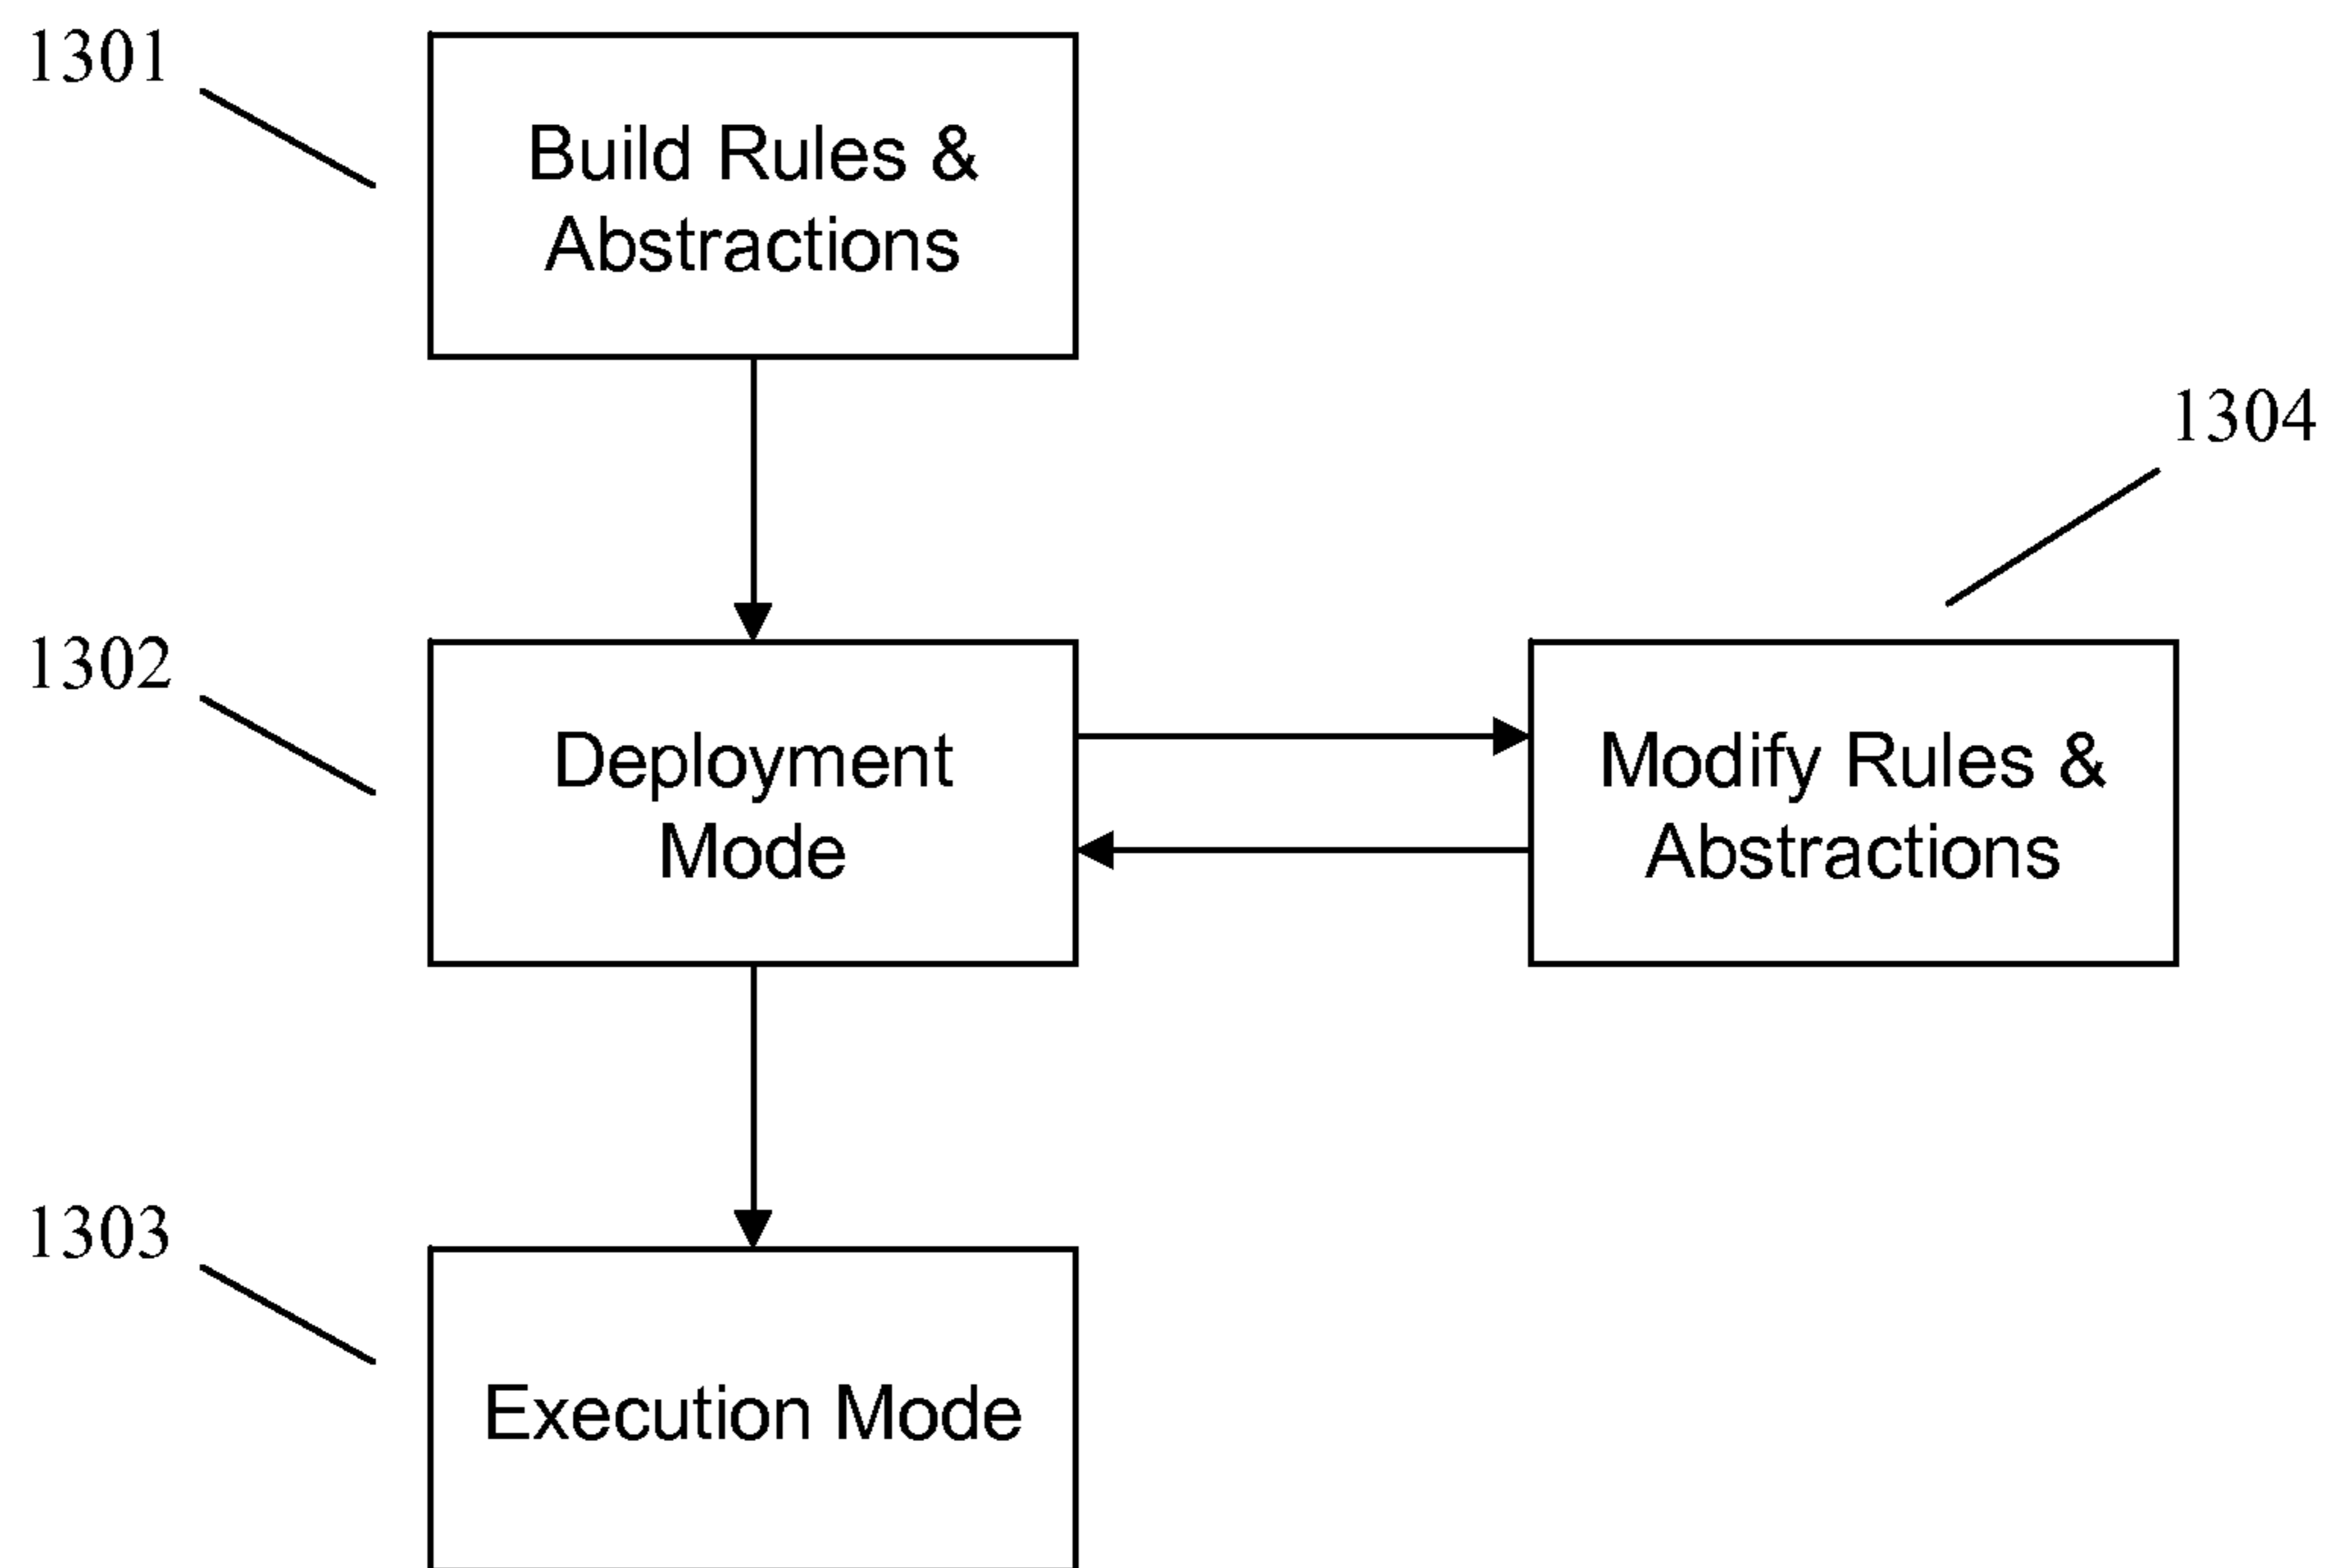 1301
Build Rules &
Abstractions
1304
1302
Deployment
Mode
Modify Rules &
Abstractions
1303
Execution Mode